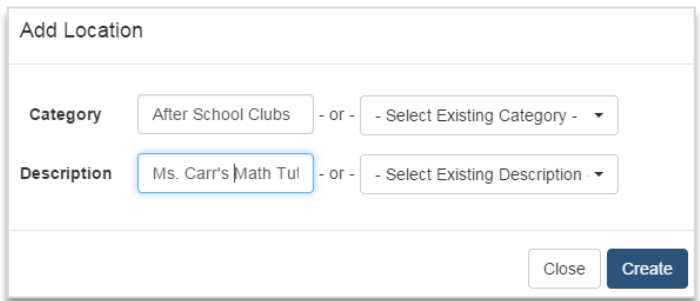 Add Location
Category After School Clubs - or - - Select Existing Category -
Description Ms. Carr's Math Tut - or - - Select Existing Description
Close Create